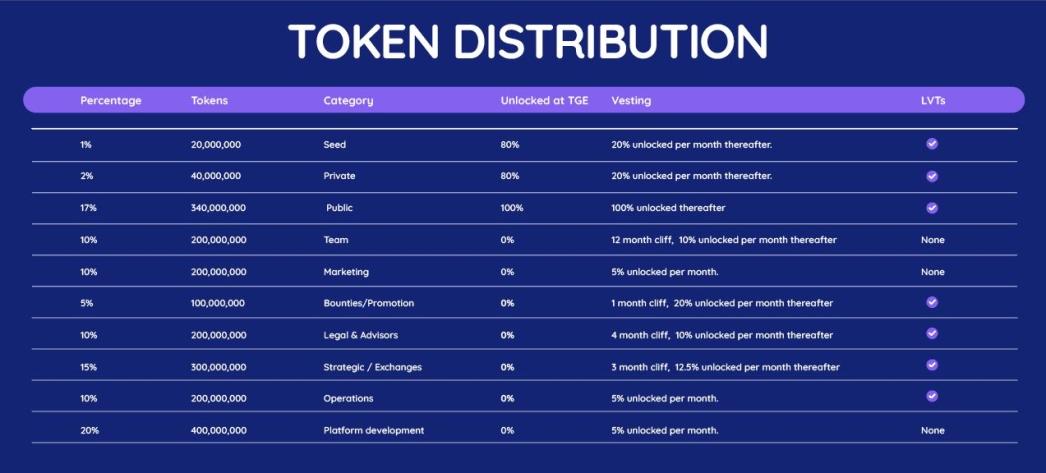 TOKEN DISTRIBUTION
Percentage Tokens Category Unlocked at TGE Vesting LVTs
1% 20,000,000 Seed 80% 20% unlocked per month thereafter.
2% 40,000,000 Private 80% 20% unlocked per month thereafter.
17% 340,000,000 Public 100% 100% unlocked thereafter
10% 200,000,000 Team 0% 12 month cliff, 10% unlocked per month thereafter None
10% 200,000,000 Marketing 0% 5% unlocked per month. None
5% 100,000,000 Bounties/Promotion 0% 1 month cliff, 20% unlocked per month thereafter
10% 200,000,000 Legal & Advisors 0% 4 month cliff, 10% unlocked per month thereafter
15% 300,000,000 Strategic / Exchanges 0% 3 month cliff, 12.5% unlocked per month thereafter
10% 200,000,000 Operations 0% 5% unlocked per month.
20% 400,000,000 Platform development 0% 5% unlocked per month. None